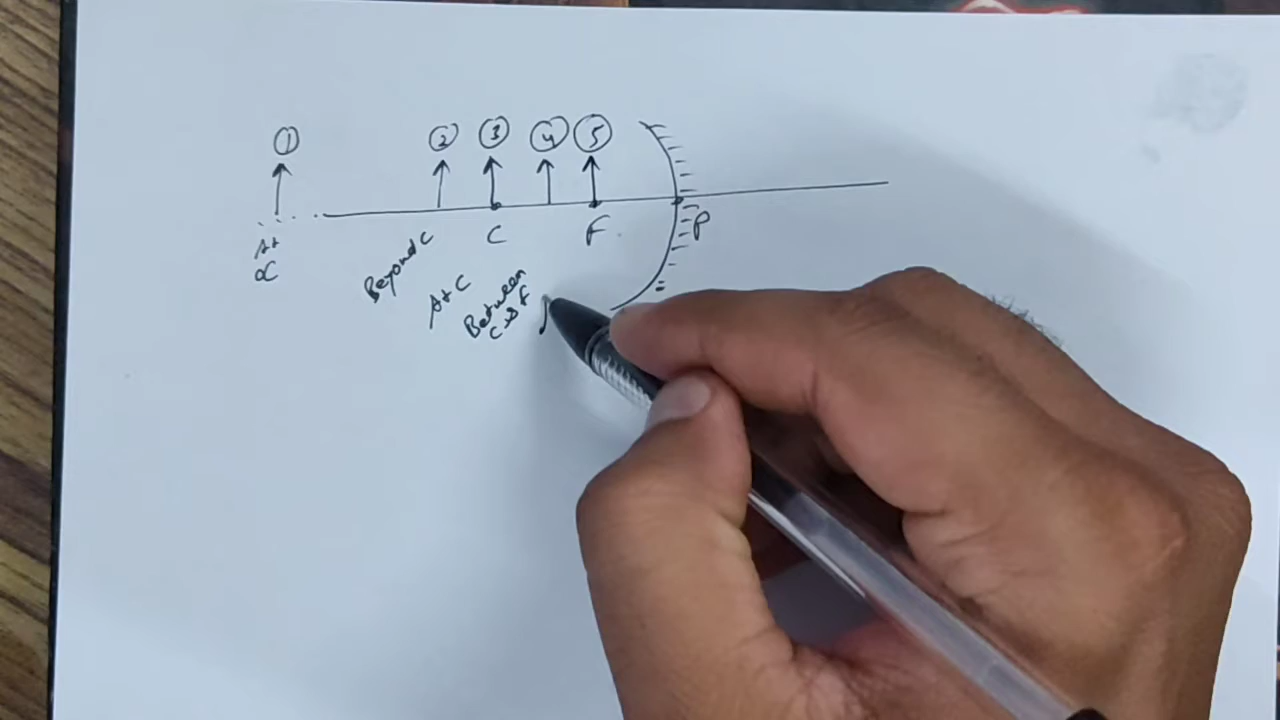 ① ② ③ ④ ⑤
C F P
At
∝
Beyond C
At C
Between
C & F